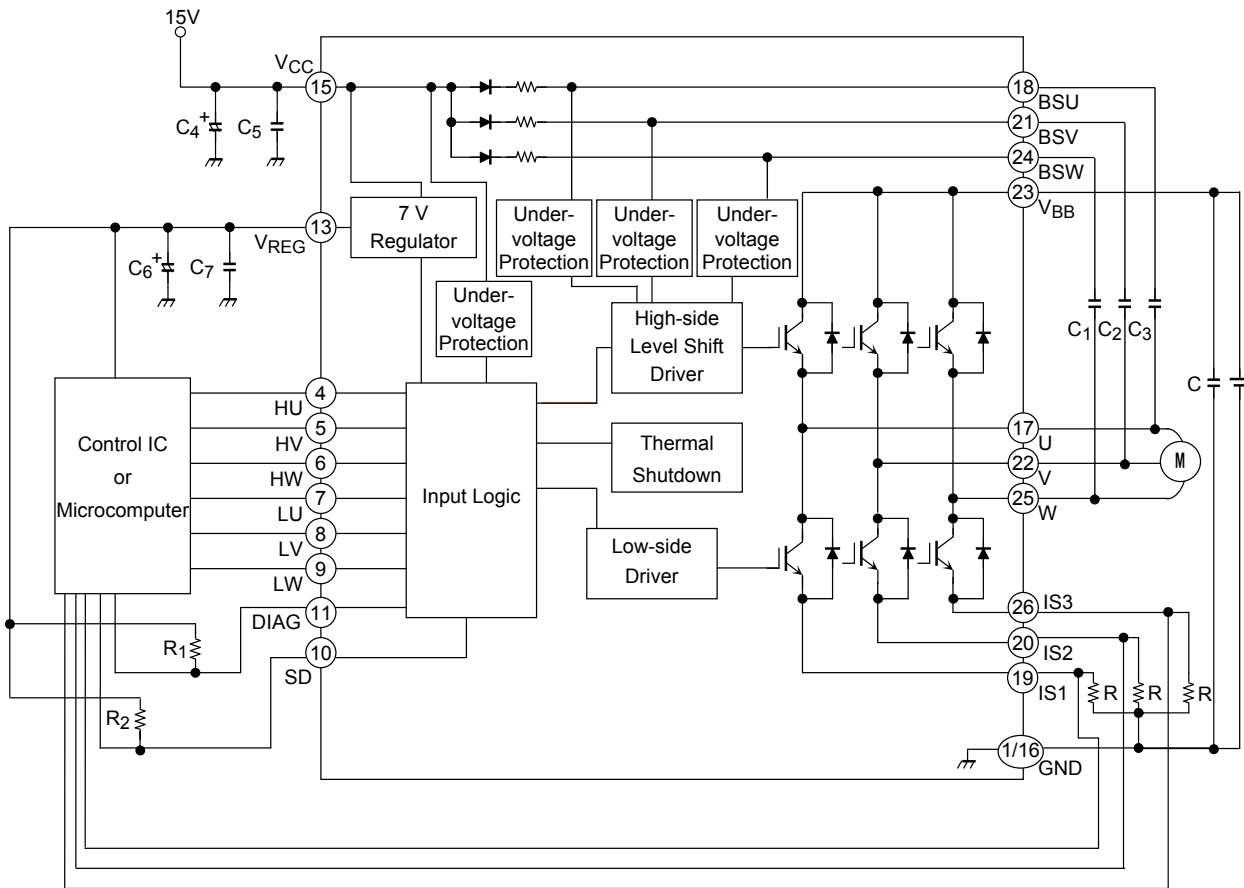 15V
VCC
15
18
BSU
21
BSV
24
BSW
23
VBB
C4
+
C5
13
VREG
7 V
Regulator
Under-
voltage
Protection
Under-
voltage
Protection
Under-
voltage
Protection
C6
+
C7
Under-
voltage
Protection
High-side
Level Shift
Driver
C1
C2
C3
C
Control IC
or
Microcomputer
4
HU
5
HV
6
HW
7
LU
8
LV
9
LW
11
DIAG
10
SD
Input Logic
Thermal
Shutdown
Low-side
Driver
17
U
22
V
25
W
M
26
IS3
20
IS2
19
IS1
R
R
R
R1
R2
1/16
GND